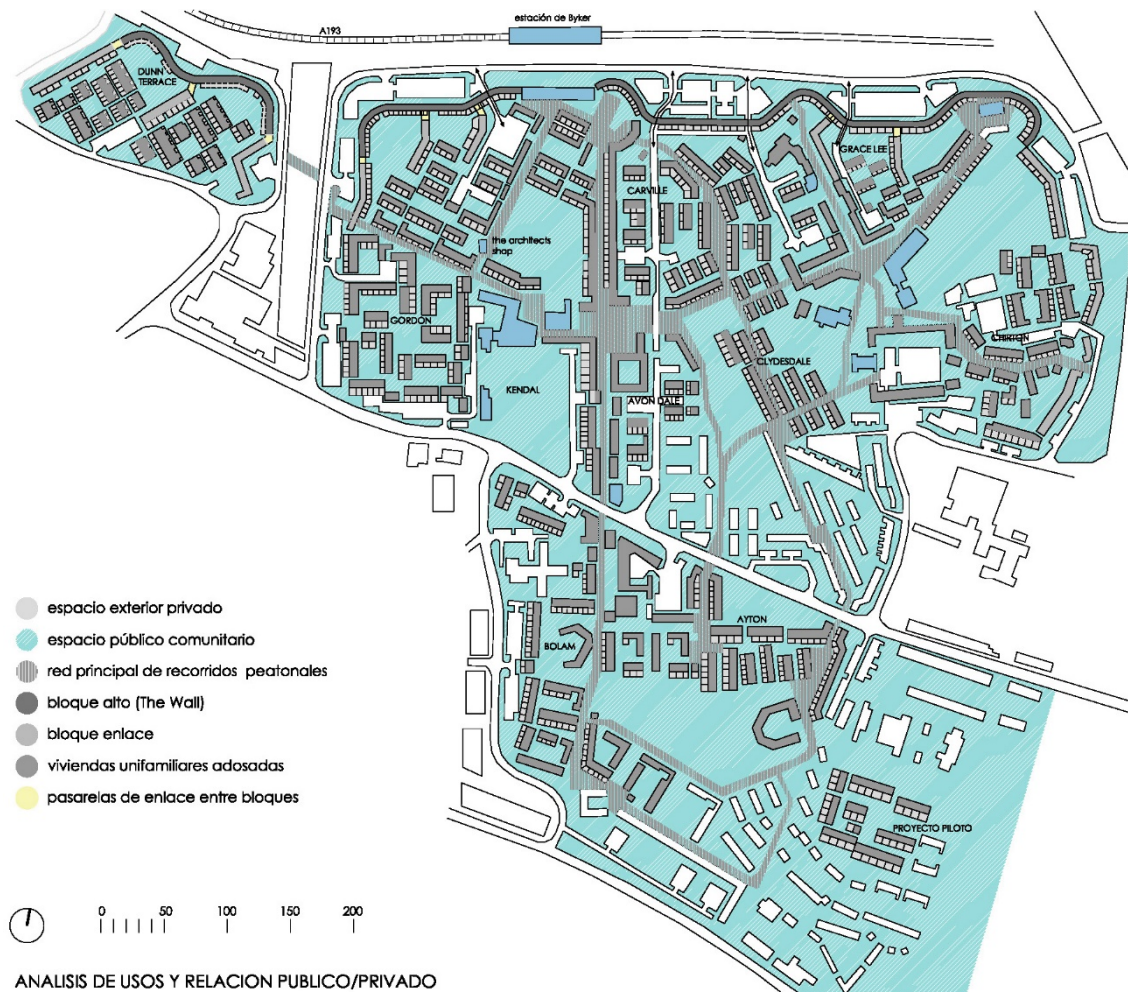 estación de Byker
A193
DUNN
TERRACE
GRACE LEE
CARVILLE
the architects
shop
GORDON
CLYDESDALE
CHIRTON
KENDAL
AVONDALE
AYTON
BOLAM
PROYECTO PILOTO
espacio exterior privado
espacio público comunitario
red principal de recorridos peatonales
bloque alto (The Wall)
bloque enlace
viviendas unifamiliares adosadas
pasarelas de enlace entre bloques
0 50 100 150 200
ANALISIS DE USOS Y RELACION PUBLICO/PRIVADO